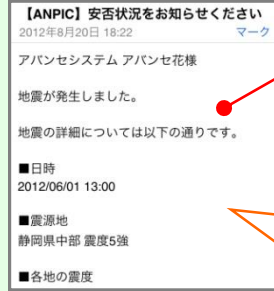 【ANPIC】安否状況をお知らせください
2012年8月20日 18:22 マーク
アバンセシステム アバンセ花様
地震が発生しました。
地震の詳細については以下の通りです。
■日時
2012/06/01 13:00
■震源地
静岡県中部 震度5強
■各地の震度